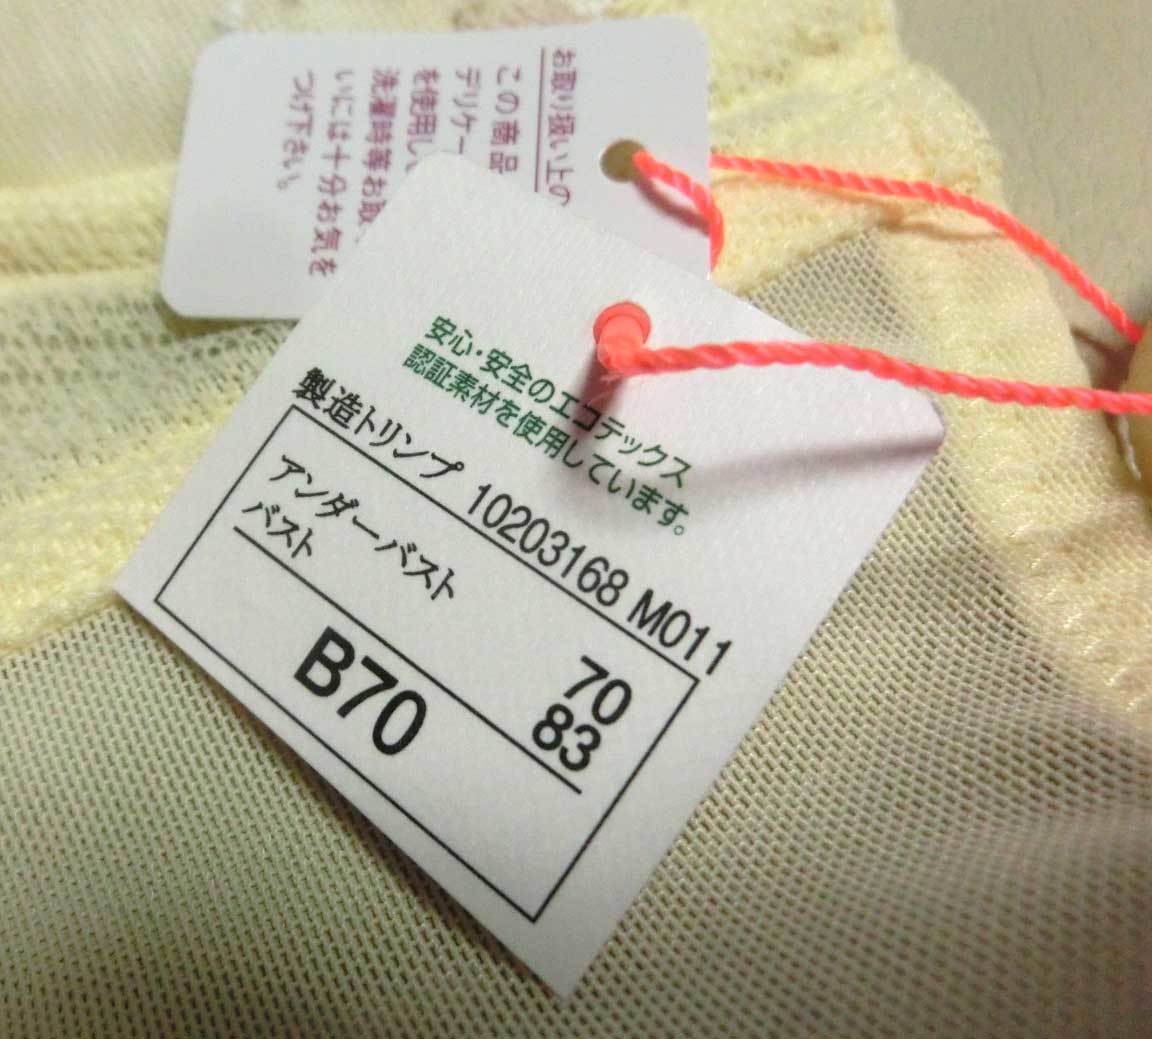 お取り扱い上の
この商品
デリケー
を使用し
洗濯時等お取
いには十分お気を
つけ下さい。
安心・安全のエコテックス
認証素材を使用しています。
製造トリンプ 10203168 M011
アンダーバスト 70
バスト 83
B70